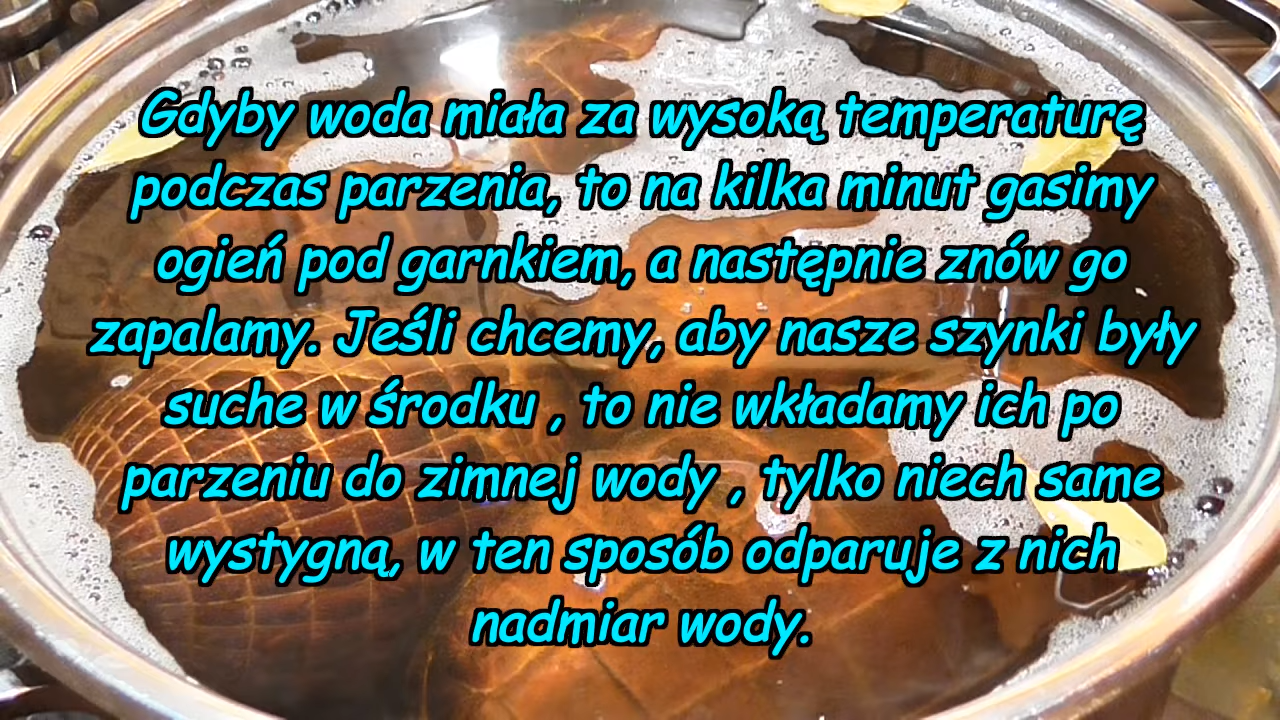 Gdyby woda miała za wysoką temperaturę
podczas parzenia, to na kilka minut gasimy
ogień pod garnkiem, a następnie znów go
zapalamy. Jeśli chcemy, aby nasze szynki były
suche w środku , to nie wkładamy ich po
parzeniu do zimnej wody , tylko niech same
wystygną, w ten sposób odparuje z nich
nadmiar wody.